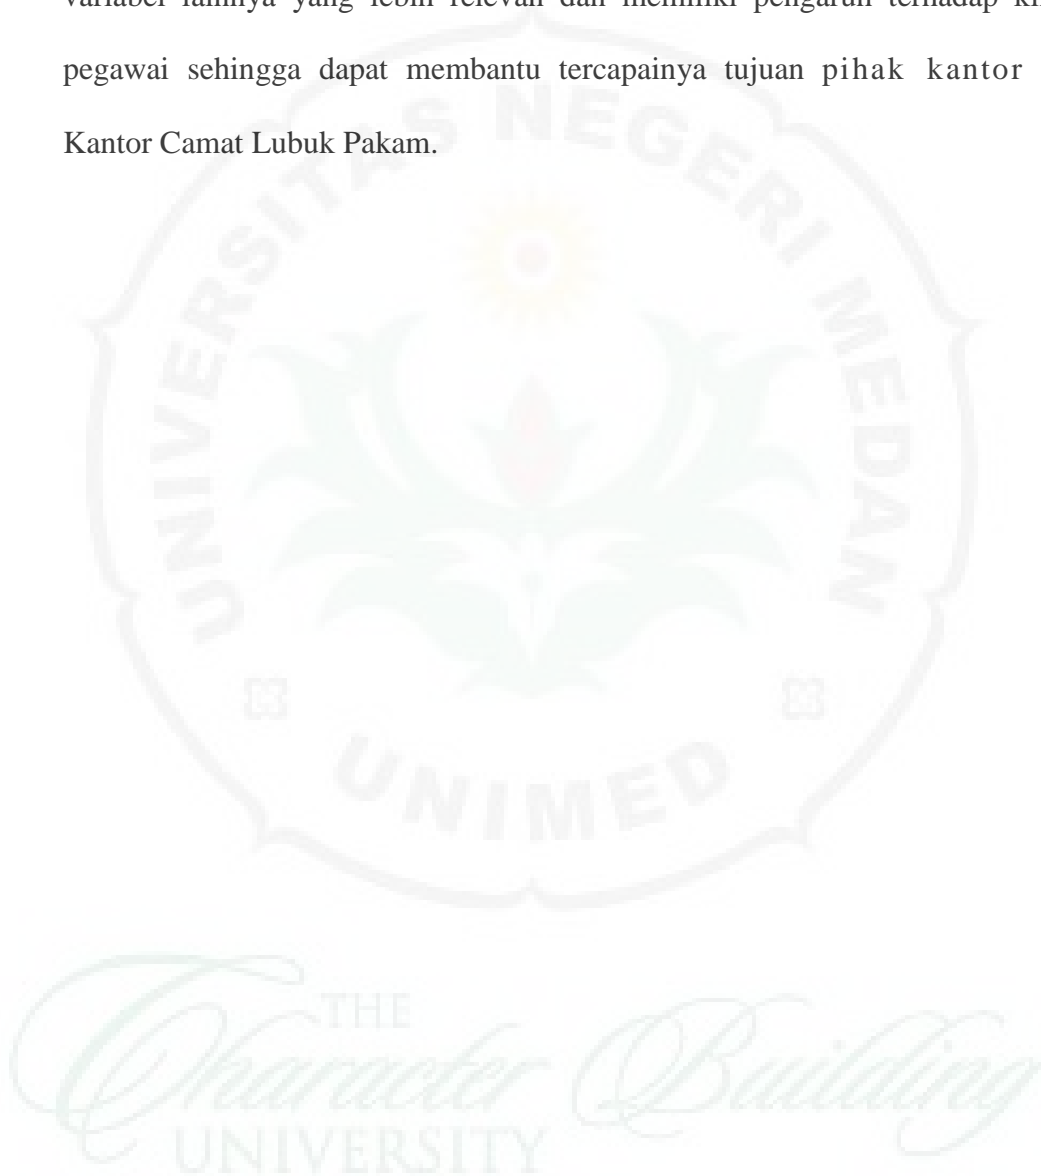 variabel lainnya yang lebih relevan dan memiliki pengaruh terhadap
pegawai sehingga dapat membantu tercapainya tujuan pihak kantor
Kantor Camat Lubuk Pakam.
UNIVERSITAS NEGERI MEDAN
UNIMED
THE
Character Building
UNIVERSITY